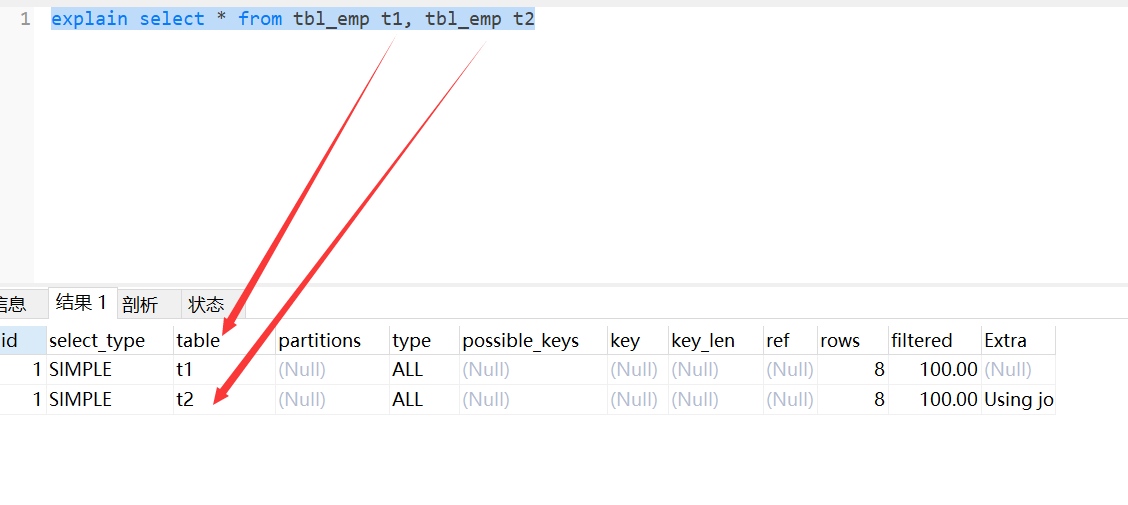 1 explain select * from tbl_emp t1, tbl_emp t2
信息 结果 1 剖析 状态
id select_type table partitions type possible_keys key key_len ref rows filtered Extra
1 SIMPLE t1 (Null) ALL (Null) (Null) (Null) (Null) 8 100.00 (Null)
1 SIMPLE t2 (Null) ALL (Null) (Null) (Null) (Null) 8 100.00 Using jo